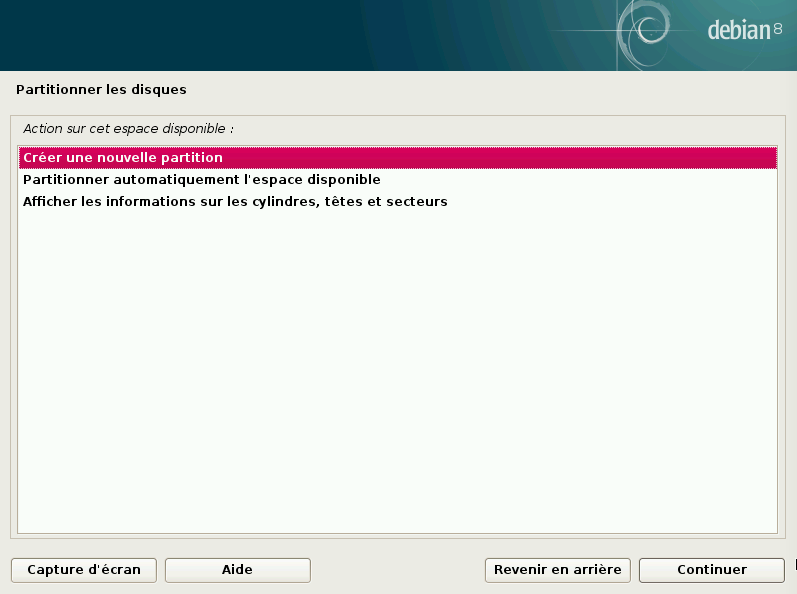 debian 8
Partitionner les disques
Action sur cet espace disponible :
Créer une nouvelle partition
Partitionner automatiquement l'espace disponible
Afficher les informations sur les cylindres, têtes et secteurs
Capture d'écran Aide Revenir en arrière Continuer